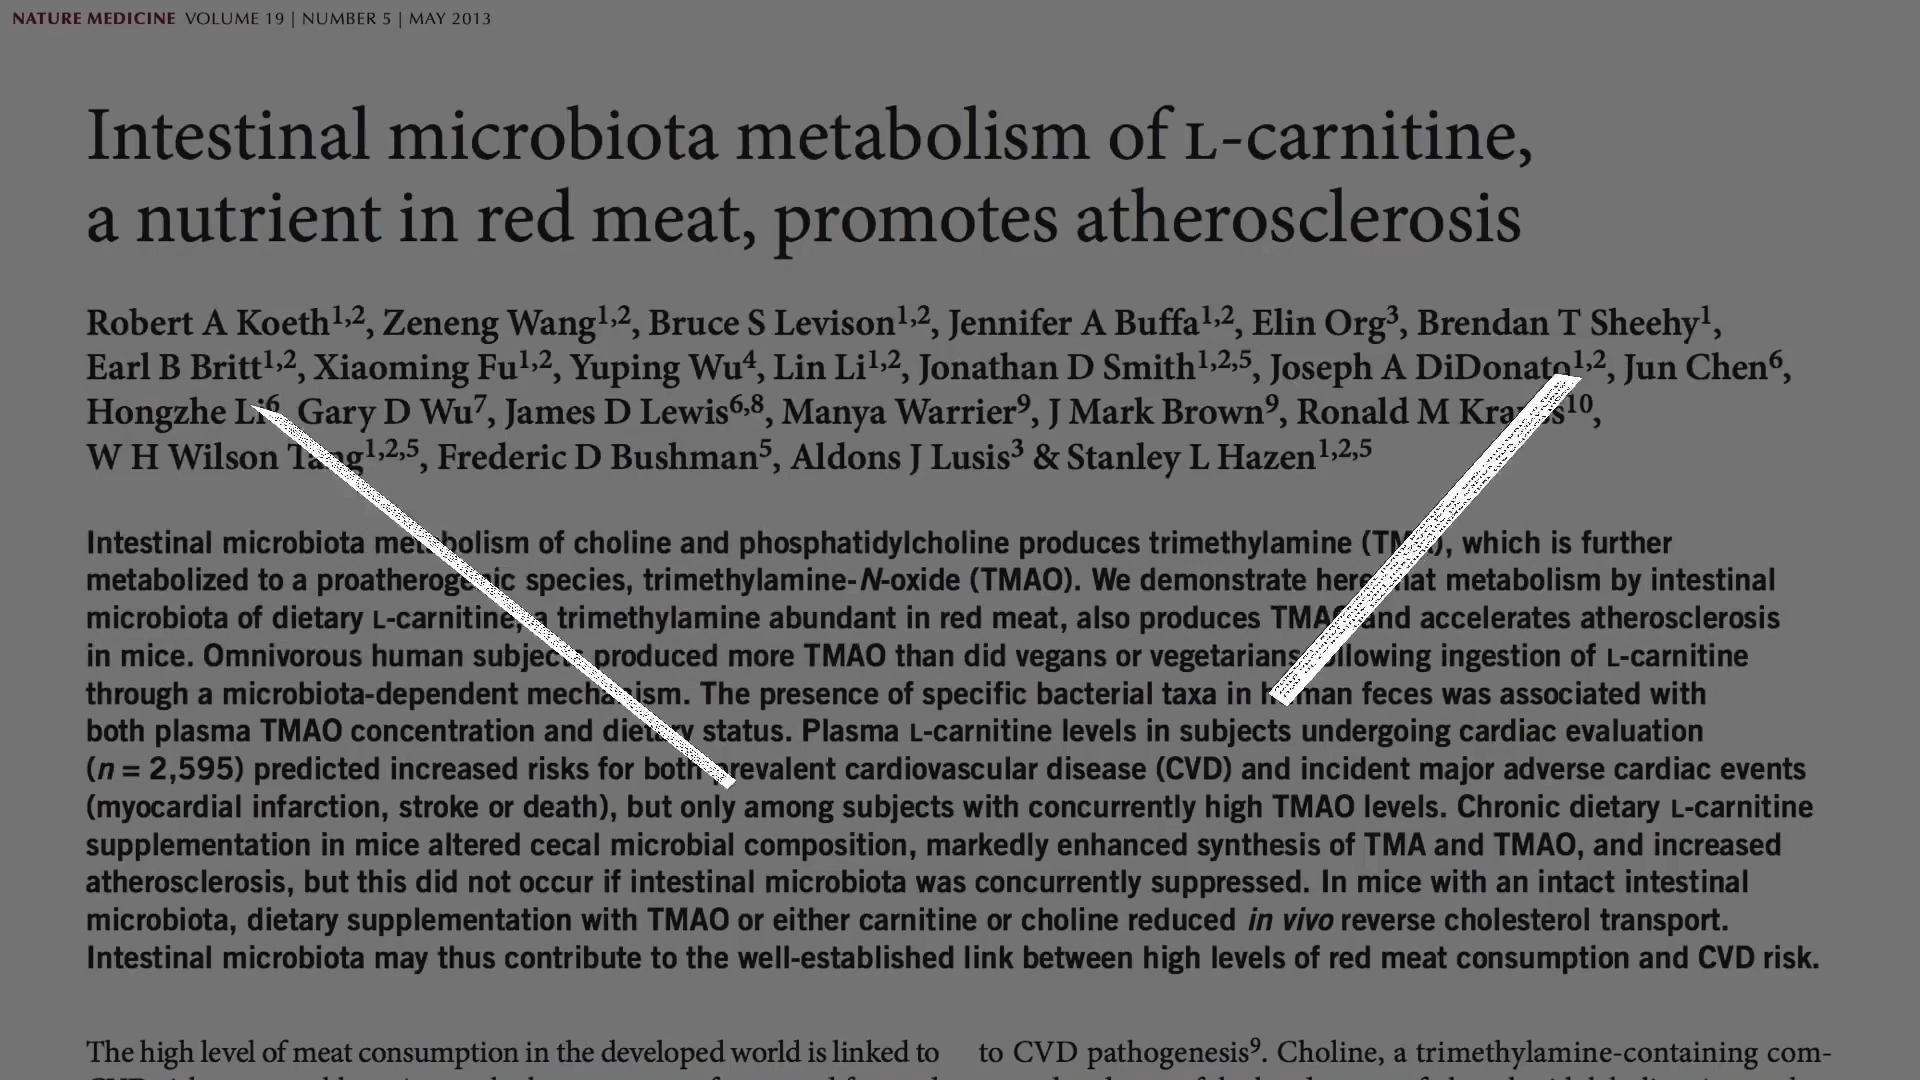 NATURE MEDICINE VOLUME 19 | NUMBER 5 | MAY 2013
Intestinal microbiota metabolism of L-carnitine,
a nutrient in red meat, promotes atherosclerosis
Robert A Koeth1,2, Zeneng Wang1,2, Bruce S Levison1,2, Jennifer A Buffa1,2, Elin Org3, Brendan T Sheehy1,
Earl B Britt1,2, Xiaoming Fu1,2, Yuping Wu4, Lin Li1,2, Jonathan D Smith1,2,5, Joseph A DiDonato1,2, Jun Chen6,
Hongzhe Li6, Gary D Wu7, James D Lewis6,8, Manya Warrier9, J Mark Brown9, Ronald M Krauss10,
W H Wilson Tang1,2,5, Frederic D Bushman5, Aldons J Lusis3 & Stanley L Hazen1,2,5
Intestinal microbiota metabolism of choline and phosphatidylcholine produces trimethylamine (TMA), which is further
metabolized to a proatherogenic species, trimethylamine-N-oxide (TMAO). We demonstrate here that metabolism by intestinal
microbiota of dietary L-carnitine, a trimethylamine abundant in red meat, also produces TMAO and accelerates atherosclerosis
in mice. Omnivorous human subjects produced more TMAO than did vegans or vegetarians following ingestion of L-carnitine
through a microbiota-dependent mechanism. The presence of specific bacterial taxa in human feces was associated with
both plasma TMAO concentration and dietary status. Plasma L-carnitine levels in subjects undergoing cardiac evaluation
(n = 2,595) predicted increased risks for both prevalent cardiovascular disease (CVD) and incident major adverse cardiac events
(myocardial infarction, stroke or death), but only among subjects with concurrently high TMAO levels. Chronic dietary L-carnitine
supplementation in mice altered cecal microbial composition, markedly enhanced synthesis of TMA and TMAO, and increased
atherosclerosis, but this did not occur if intestinal microbiota was concurrently suppressed. In mice with an intact intestinal
microbiota, dietary supplementation with TMAO or either carnitine or choline reduced in vivo reverse cholesterol transport.
Intestinal microbiota may thus contribute to the well-established link between high levels of red meat consumption and CVD risk.
The high level of meat consumption in the developed world is linked to
to CVD pathogenesis9. Choline, a trimethylamine-containing com-